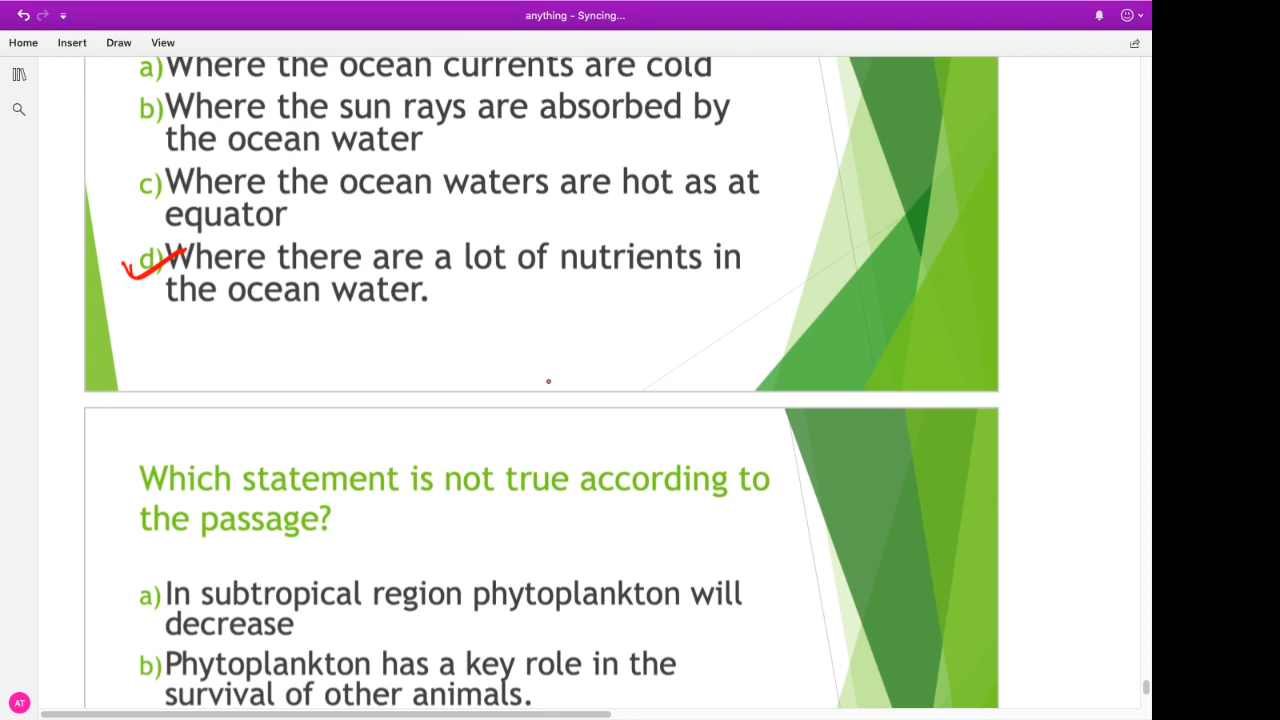 anything - Syncing...
Home Insert Draw View
a) Where the ocean currents are cold
b) Where the sun rays are absorbed by
the ocean water
c) Where the ocean waters are hot as at
equator
d) Where there are a lot of nutrients in
the ocean water.
Which statement is not true according to
the passage?
a) In subtropical region phytoplankton will
decrease
b) Phytoplankton has a key role in the
survival of other animals.
AT